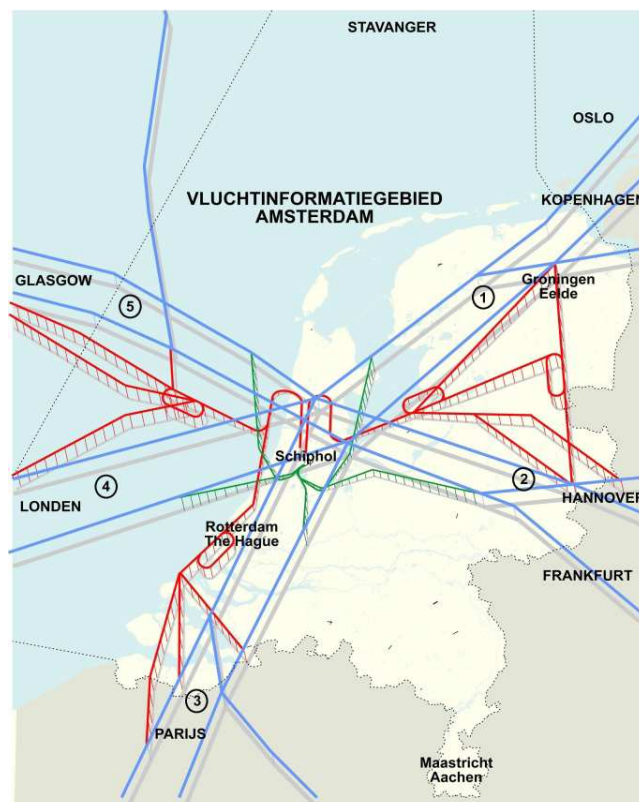 STAVANGER
OSLO
VLUCHTINFORMATIEGEBIED
AMSTERDAM
KOPENHAGEN
GLASGOW
5
1
Groningen
Eelde
Schiphol
4
2
LONDEN
HANNOVER
Rotterdam
The Hague
FRANKFURT
3
PARIJS
Maastricht
Aachen